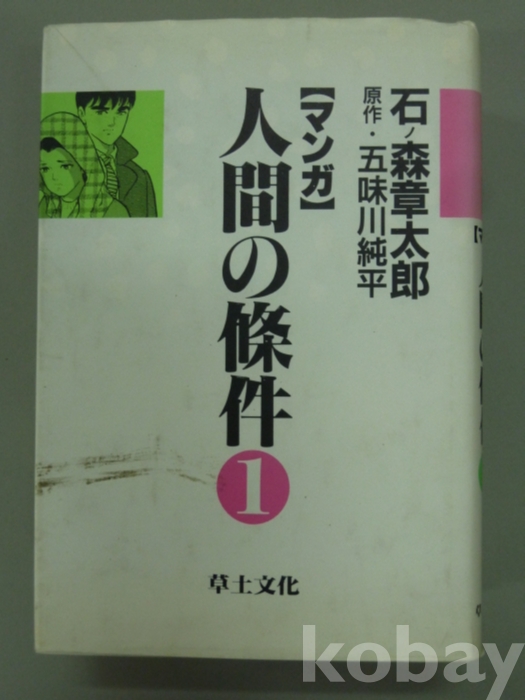 石ノ森章太郎
原作・五味川純平
【マンガ】
人間の條件
1
草土文化
kobay